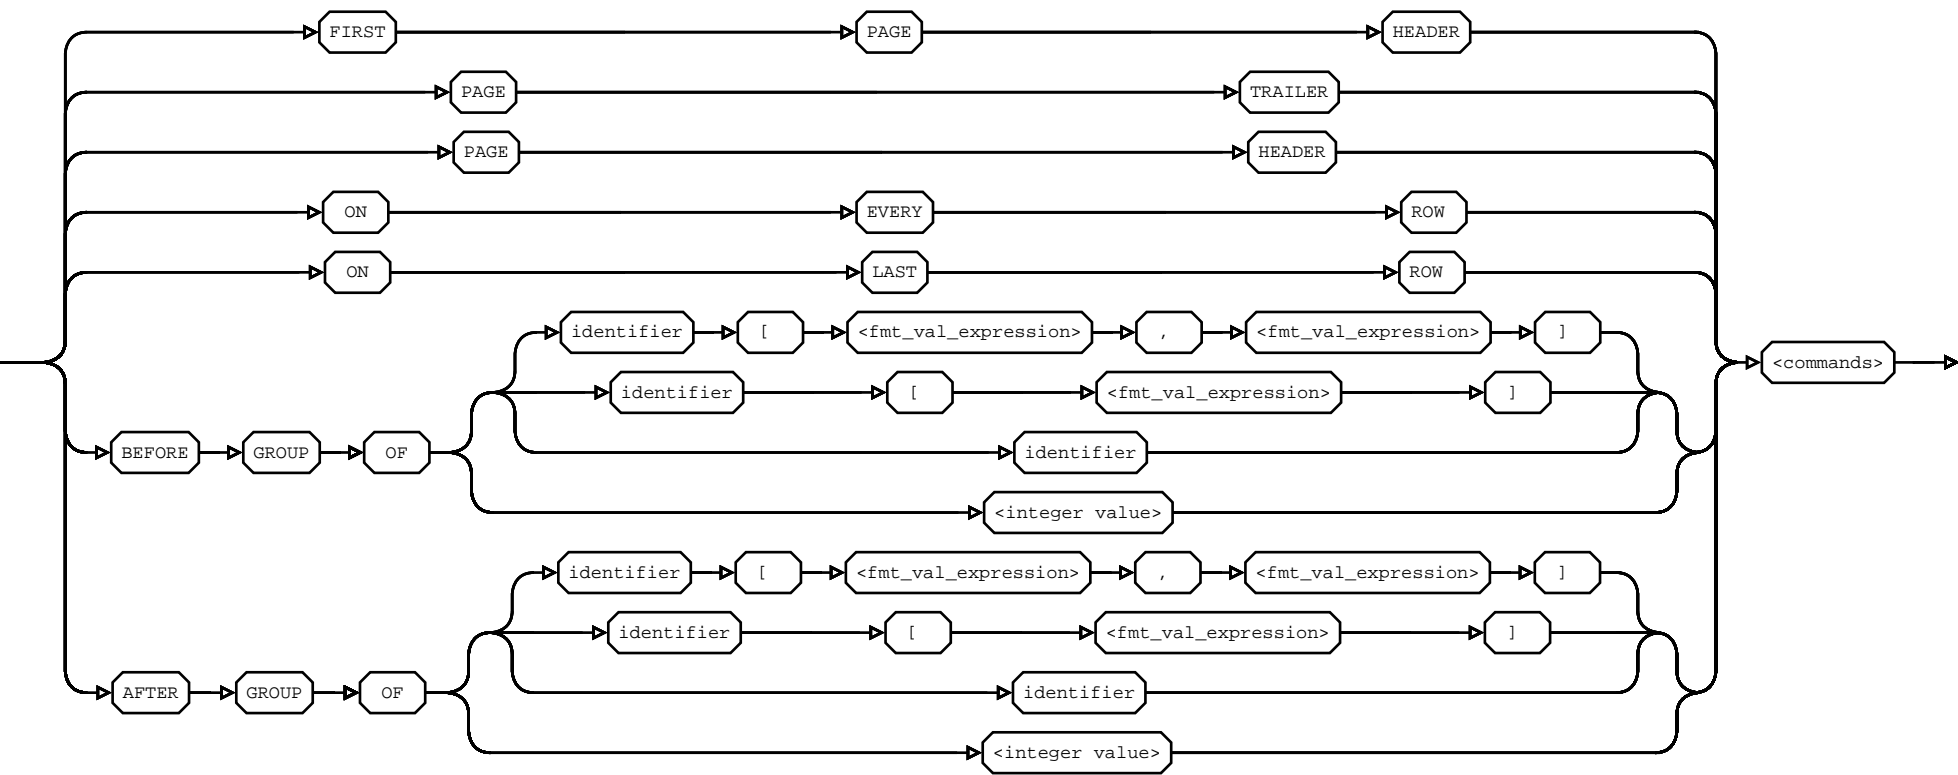 FIRST PAGE HEADER
PAGE TRAILER
PAGE HEADER
ON EVERY ROW
ON LAST ROW
identifier [ <fmt_val_expression> , <fmt_val_expression> ]
<commands>
identifier [ <fmt_val_expression> ]
BEFORE GROUP OF identifier
<integer value>
identifier [ <fmt_val_expression> , <fmt_val_expression> ]
identifier [ <fmt_val_expression> ]
AFTER GROUP OF identifier
<integer value>